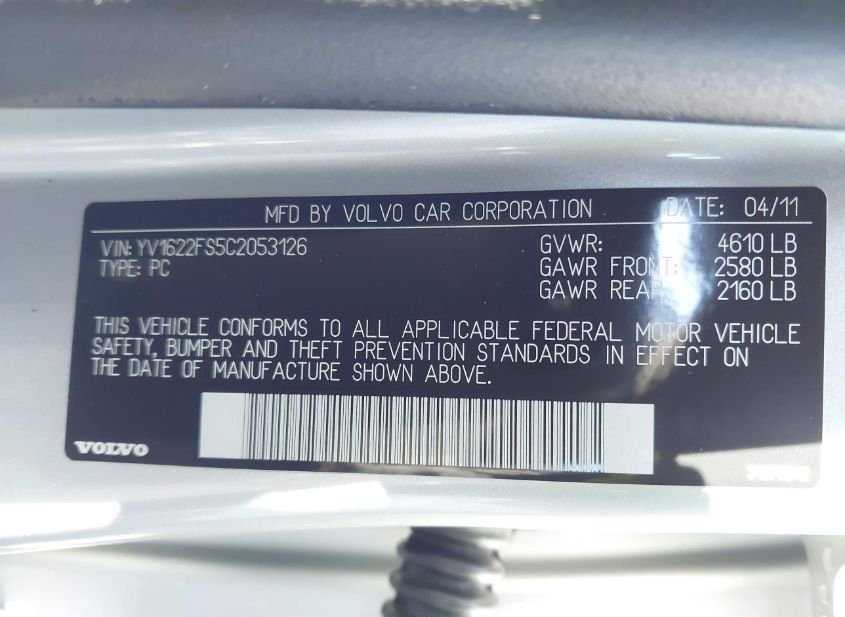 MFD BY VOLVO CAR CORPORATION DATE: 04/11
VIN: YV1622FS5C2053126 GVWR: 4610 LB
TYPE: PC GAWR FRONT: 2580 LB
GAWR REAR: 2160 LB
THIS VEHICLE CONFORMS TO ALL APPLICABLE FEDERAL MOTOR VEHICLE
SAFETY, BUMPER AND THEFT PREVENTION STANDARDS IN EFFECT ON
THE DATE OF MANUFACTURE SHOWN ABOVE.
VOLVO